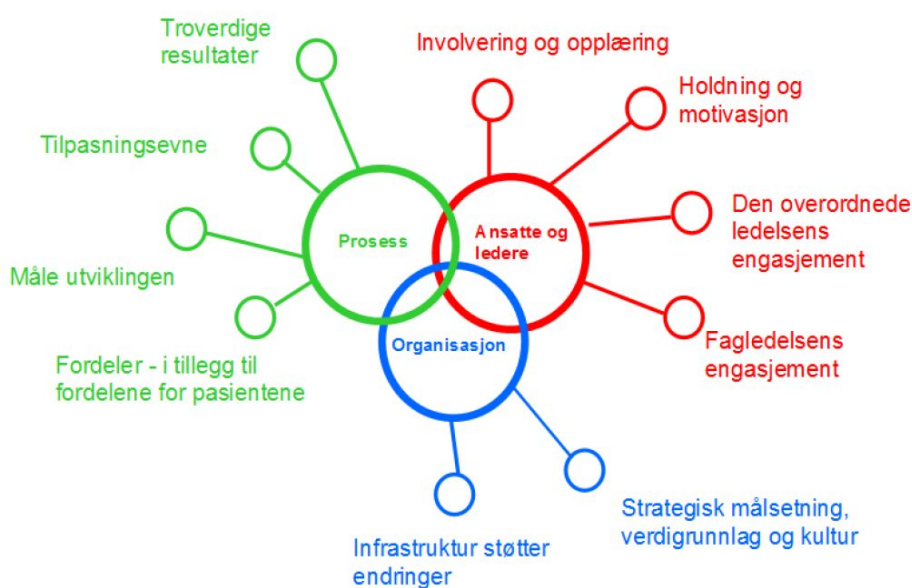 Troverdige
resultater
Tilpasningsevne
Måle utviklingen
Fordeler - i tillegg til
fordelene for pasientene
Prosess
Involvering og opplæring
Holdning og
motivasjon
Den overordnede
ledelsens
engasjement
Fagledelsens
engasjement
Ansatte og
ledere
Organisasjon
Infrastruktur støtter
endringer
Strategisk målsetning,
verdigrunnlag og kultur